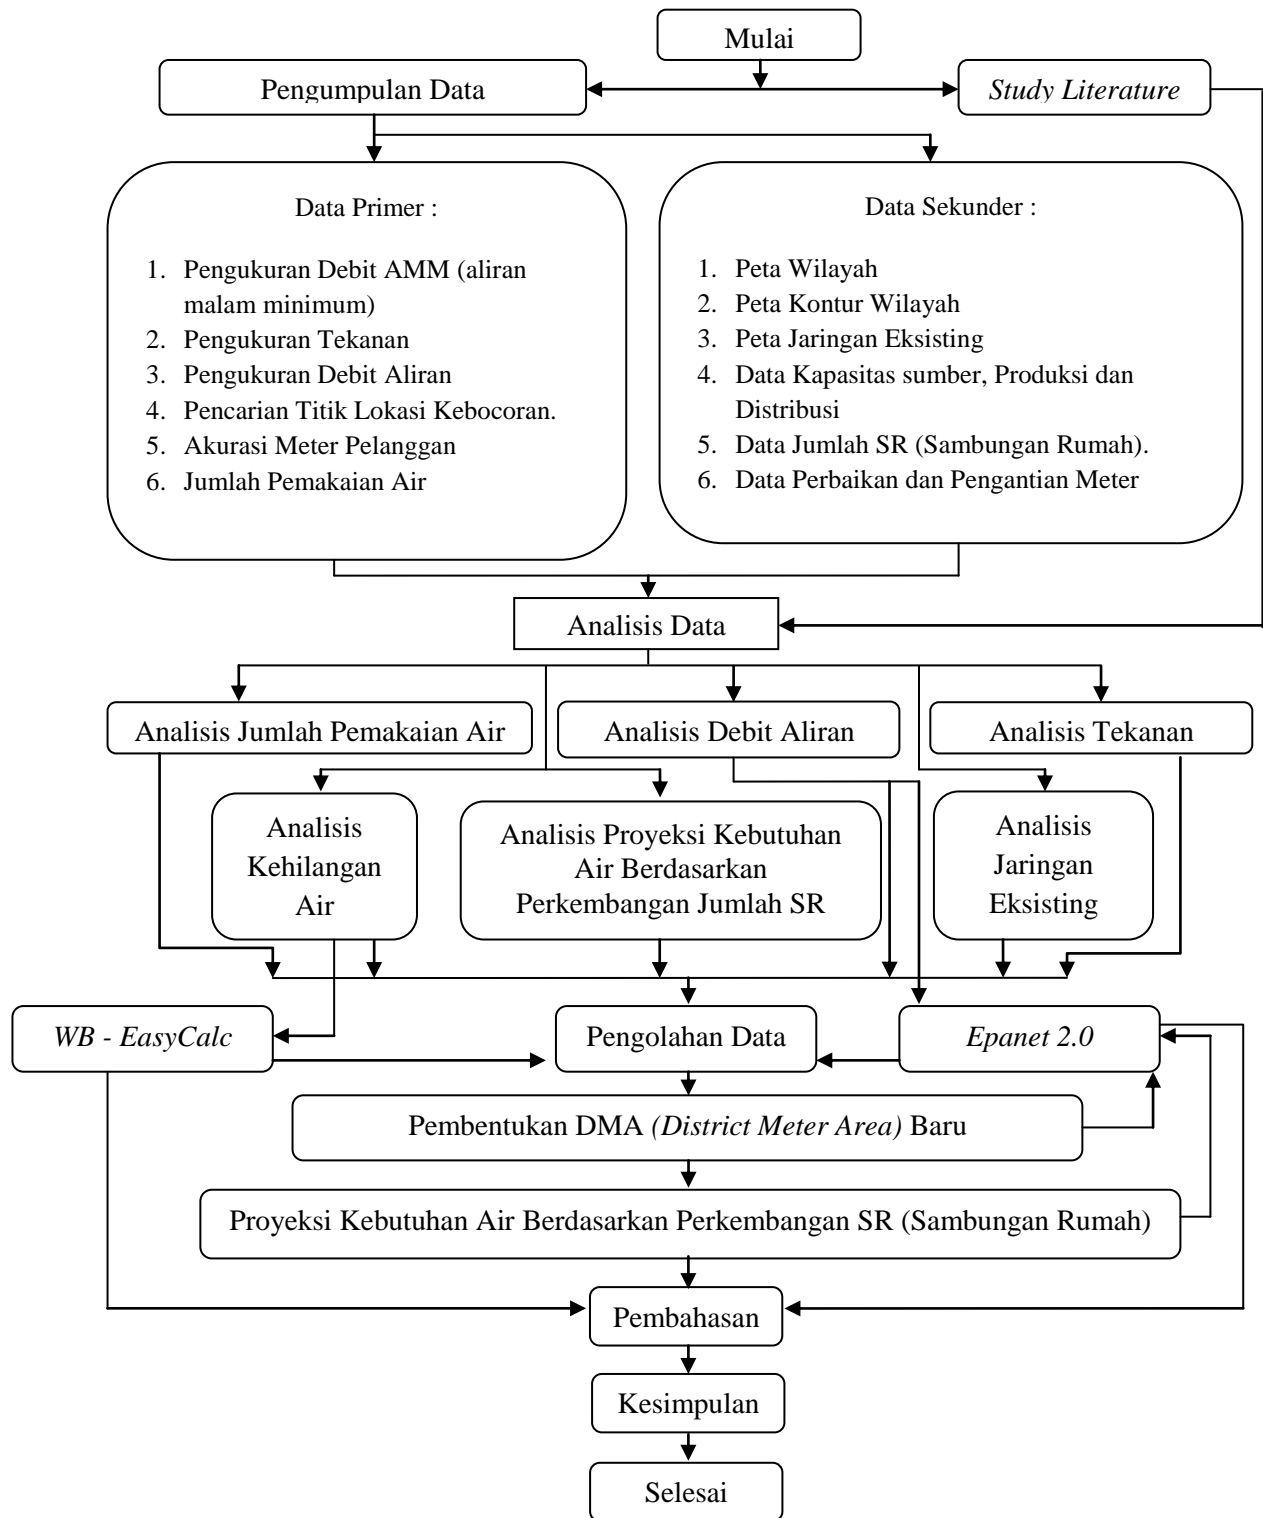 Mulai
Pengumpulan Data
Study Literature
Data Primer :
1. Pengukuran Debit AMM (aliran
malam minimum)
2. Pengukuran Tekanan
3. Pengukuran Debit Aliran
4. Pencarian Titik Lokasi Kebocoran.
5. Akurasi Meter Pelanggan
6. Jumlah Pemakaian Air
Data Sekunder :
1. Peta Wilayah
2. Peta Kontur Wilayah
3. Peta Jaringan Eksisting
4. Data Kapasitas sumber, Produksi dan
Distribusi
5. Data Jumlah SR (Sambungan Rumah).
6. Data Perbaikan dan Pengantian Meter
Analisis Data
Analisis Jumlah Pemakaian Air
Analisis Debit Aliran
Analisis Tekanan
Analisis
Kehilangan
Air
Analisis Proyeksi Kebutuhan
Air Berdasarkan
Perkembangan Jumlah SR
Analisis
Jaringan
Eksisting
WB - EasyCalc
Pengolahan Data
Epanet 2.0
Pembentukan DMA (District Meter Area) Baru
Proyeksi Kebutuhan Air Berdasarkan Perkembangan SR (Sambungan Rumah)
Pembahasan
Kesimpulan
Selesai